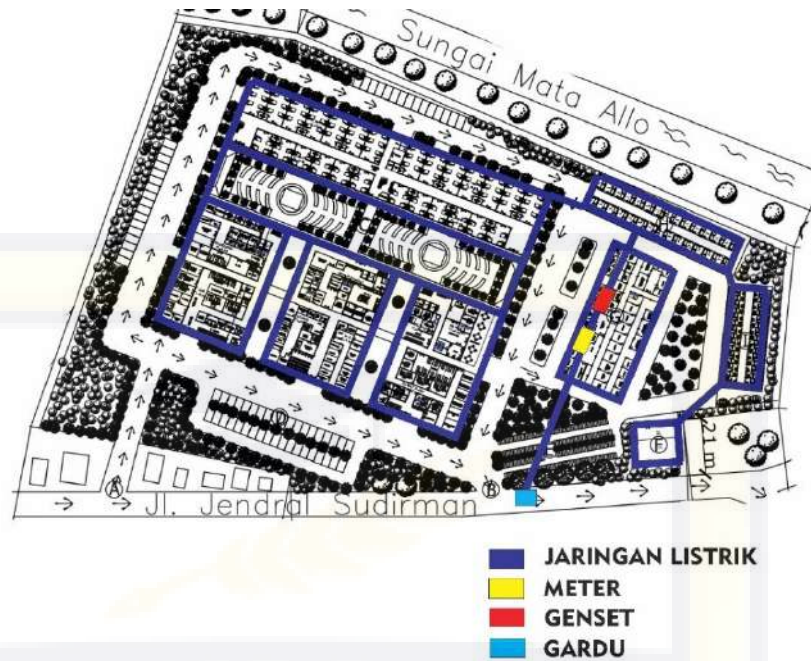 Sungai Mata Allo
F
21 m
A
B
Jl. Jendral Sudirman
JARINGAN LISTRIK
METER
GENSET
GARDU